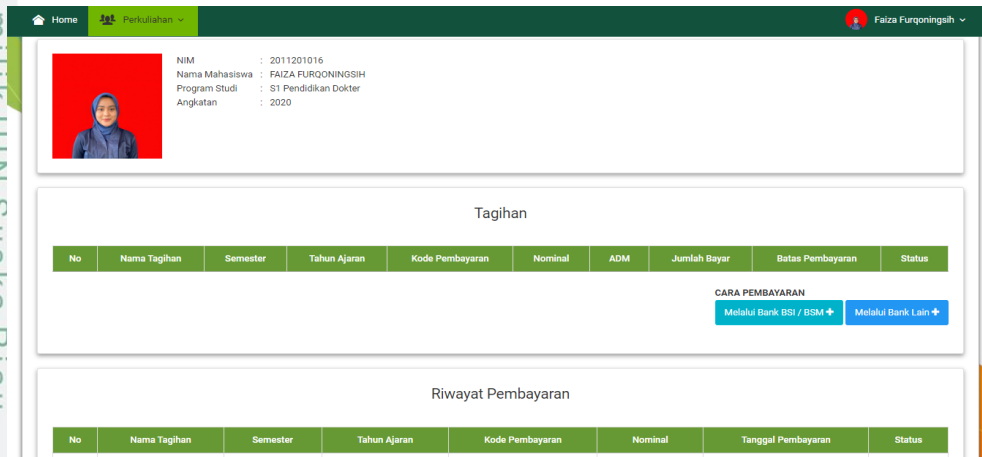 Home Perkuliahan Faiza Furqoningsih
NIM : 2011201016
Nama Mahasiswa : FAIZA FURQONINGSIH
Program Studi : S1 Pendidikan Dokter
Angkatan : 2020
Tagihan
No Nama Tagihan Semester Tahun Ajaran Kode Pembayaran Nominal ADM Jumlah Bayar Batas Pembayaran Status
CARA PEMBAYARAN
Melalui Bank BSI / BSM + Melalui Bank Lain +
Riwayat Pembayaran
No Nama Tagihan Semester Tahun Ajaran Kode Pembayaran Nominal Tanggal Pembayaran Status